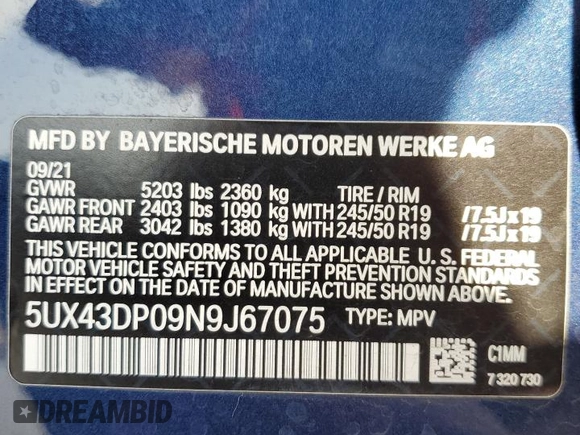 MFD BY BAYERISCHE MOTOREN WERKE AG
09/21
GVWR 5203 lbs 2360 kg TIRE / RIM
GAWR FRONT 2403 lbs 1090 kg WITH 245/50 R19 /7.5Jx19
GAWR REAR 3042 lbs 1380 kg WITH 245/50 R19 /7.5Jx19
THIS VEHICLE CONFORMS TO ALL APPLICABLE U. S. FEDERAL
MOTOR VEHICLE SAFETY AND THEFT PREVENTION STANDARDS
IN EFFECT ON THE DATE OF MANUFACTURE SHOWN ABOVE.
5UX43DP09N9J67075 TYPE: MPV
C1MM
7 320 730
DREAMBID